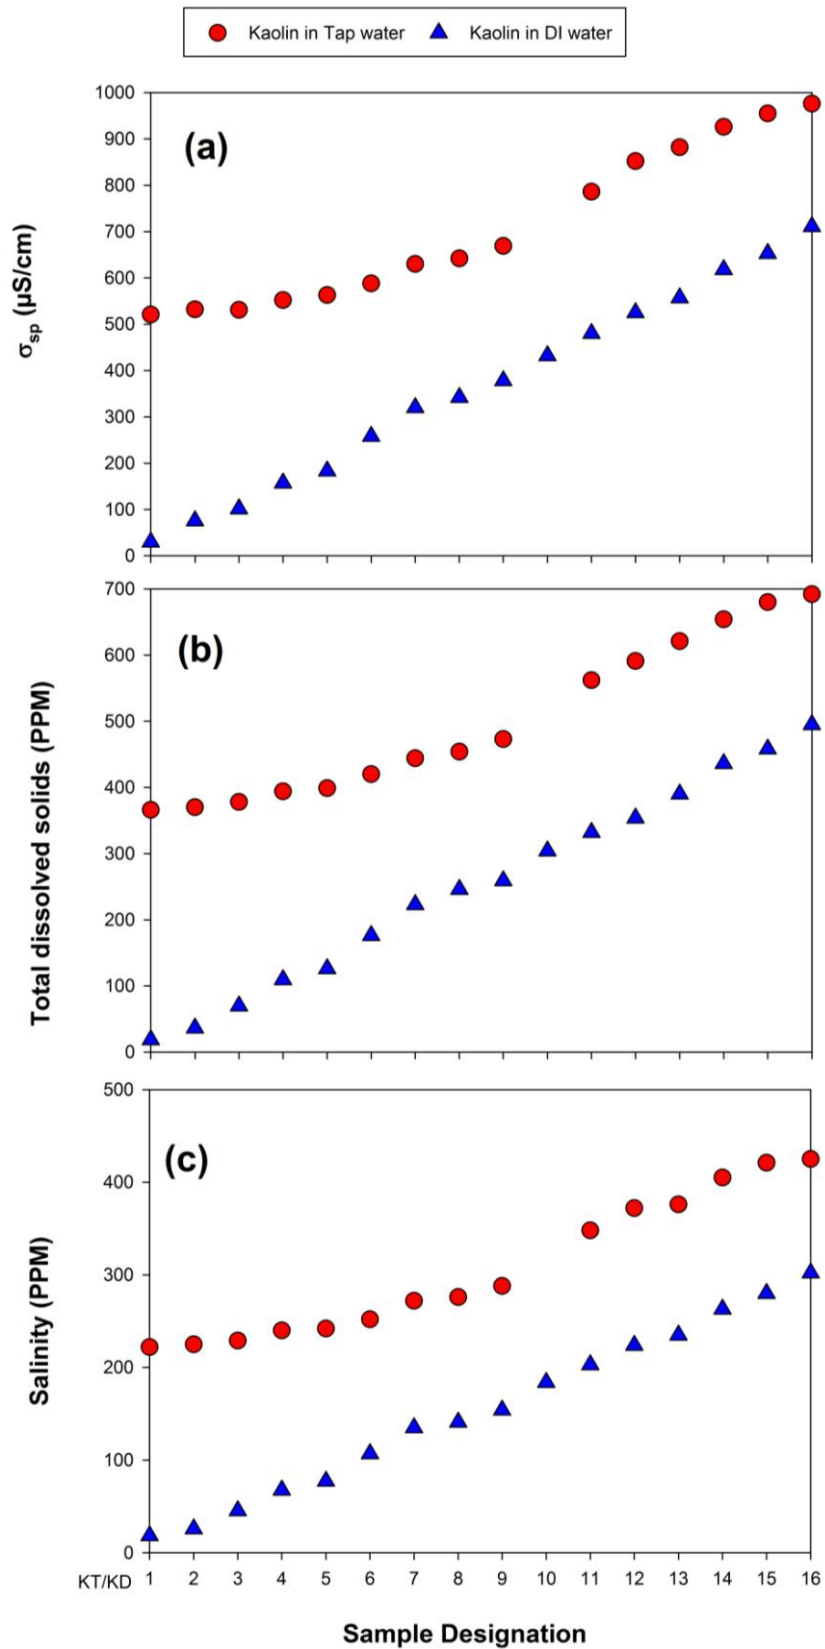 Kaolin in Tap water Kaolin in DI water
(a)
σsp (µS/cm)
1000
900
800
700
600
500
400
300
200
100
0
(b)
Total dissolved solids (PPM)
700
600
500
400
300
200
100
0
(c)
Salinity (PPM)
500
400
300
200
100
0
KT/KD 1 2 3 4 5 6 7 8 9 10 11 12 13 14 15 16
Sample Designation